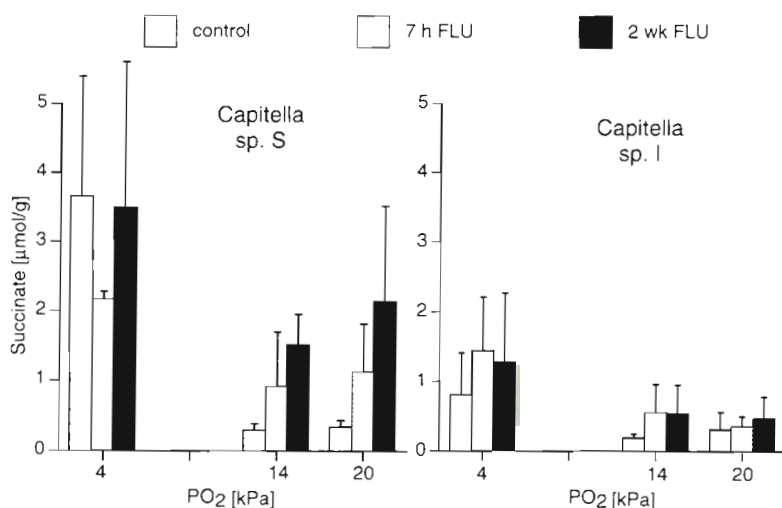 control 7 h FLU 2 wk FLU
Capitella
sp. S
Capitella
sp. I
Succinate [µmol/g]
5
4
3
2
1
0
4 14 20
PO2 [kPa]
5
4
3
2
1
0
4 14 20
PO2 [kPa]